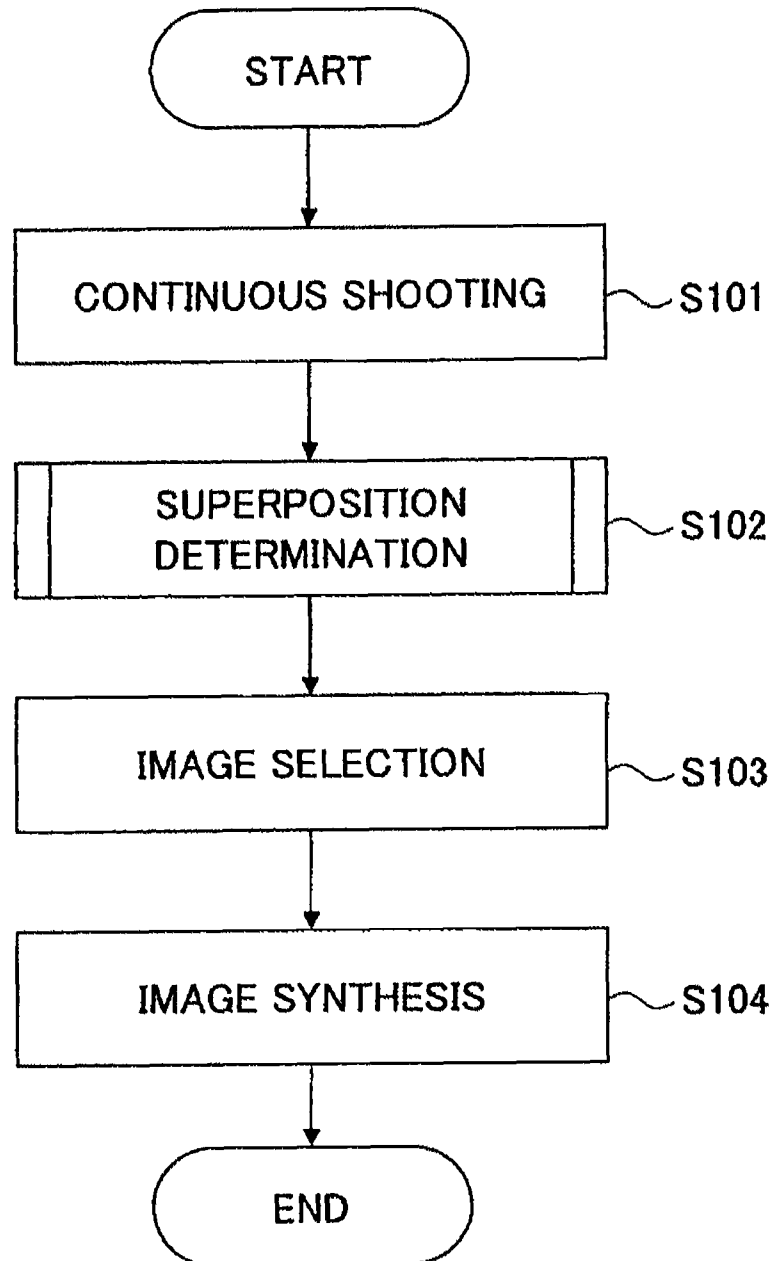 START
CONTINUOUS SHOOTING
S101
SUPERPOSITION
DETERMINATION
S102
IMAGE SELECTION
S103
IMAGE SYNTHESIS
S104
END